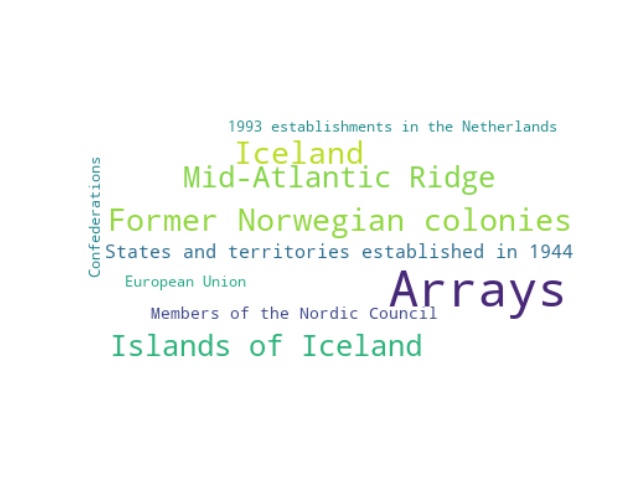 1993 establishments in the Netherlands
Iceland
Mid-Atlantic Ridge
Confederations
Former Norwegian colonies
States and territories established in 1944
European Union
Arrays
Members of the Nordic Council
Islands of Iceland